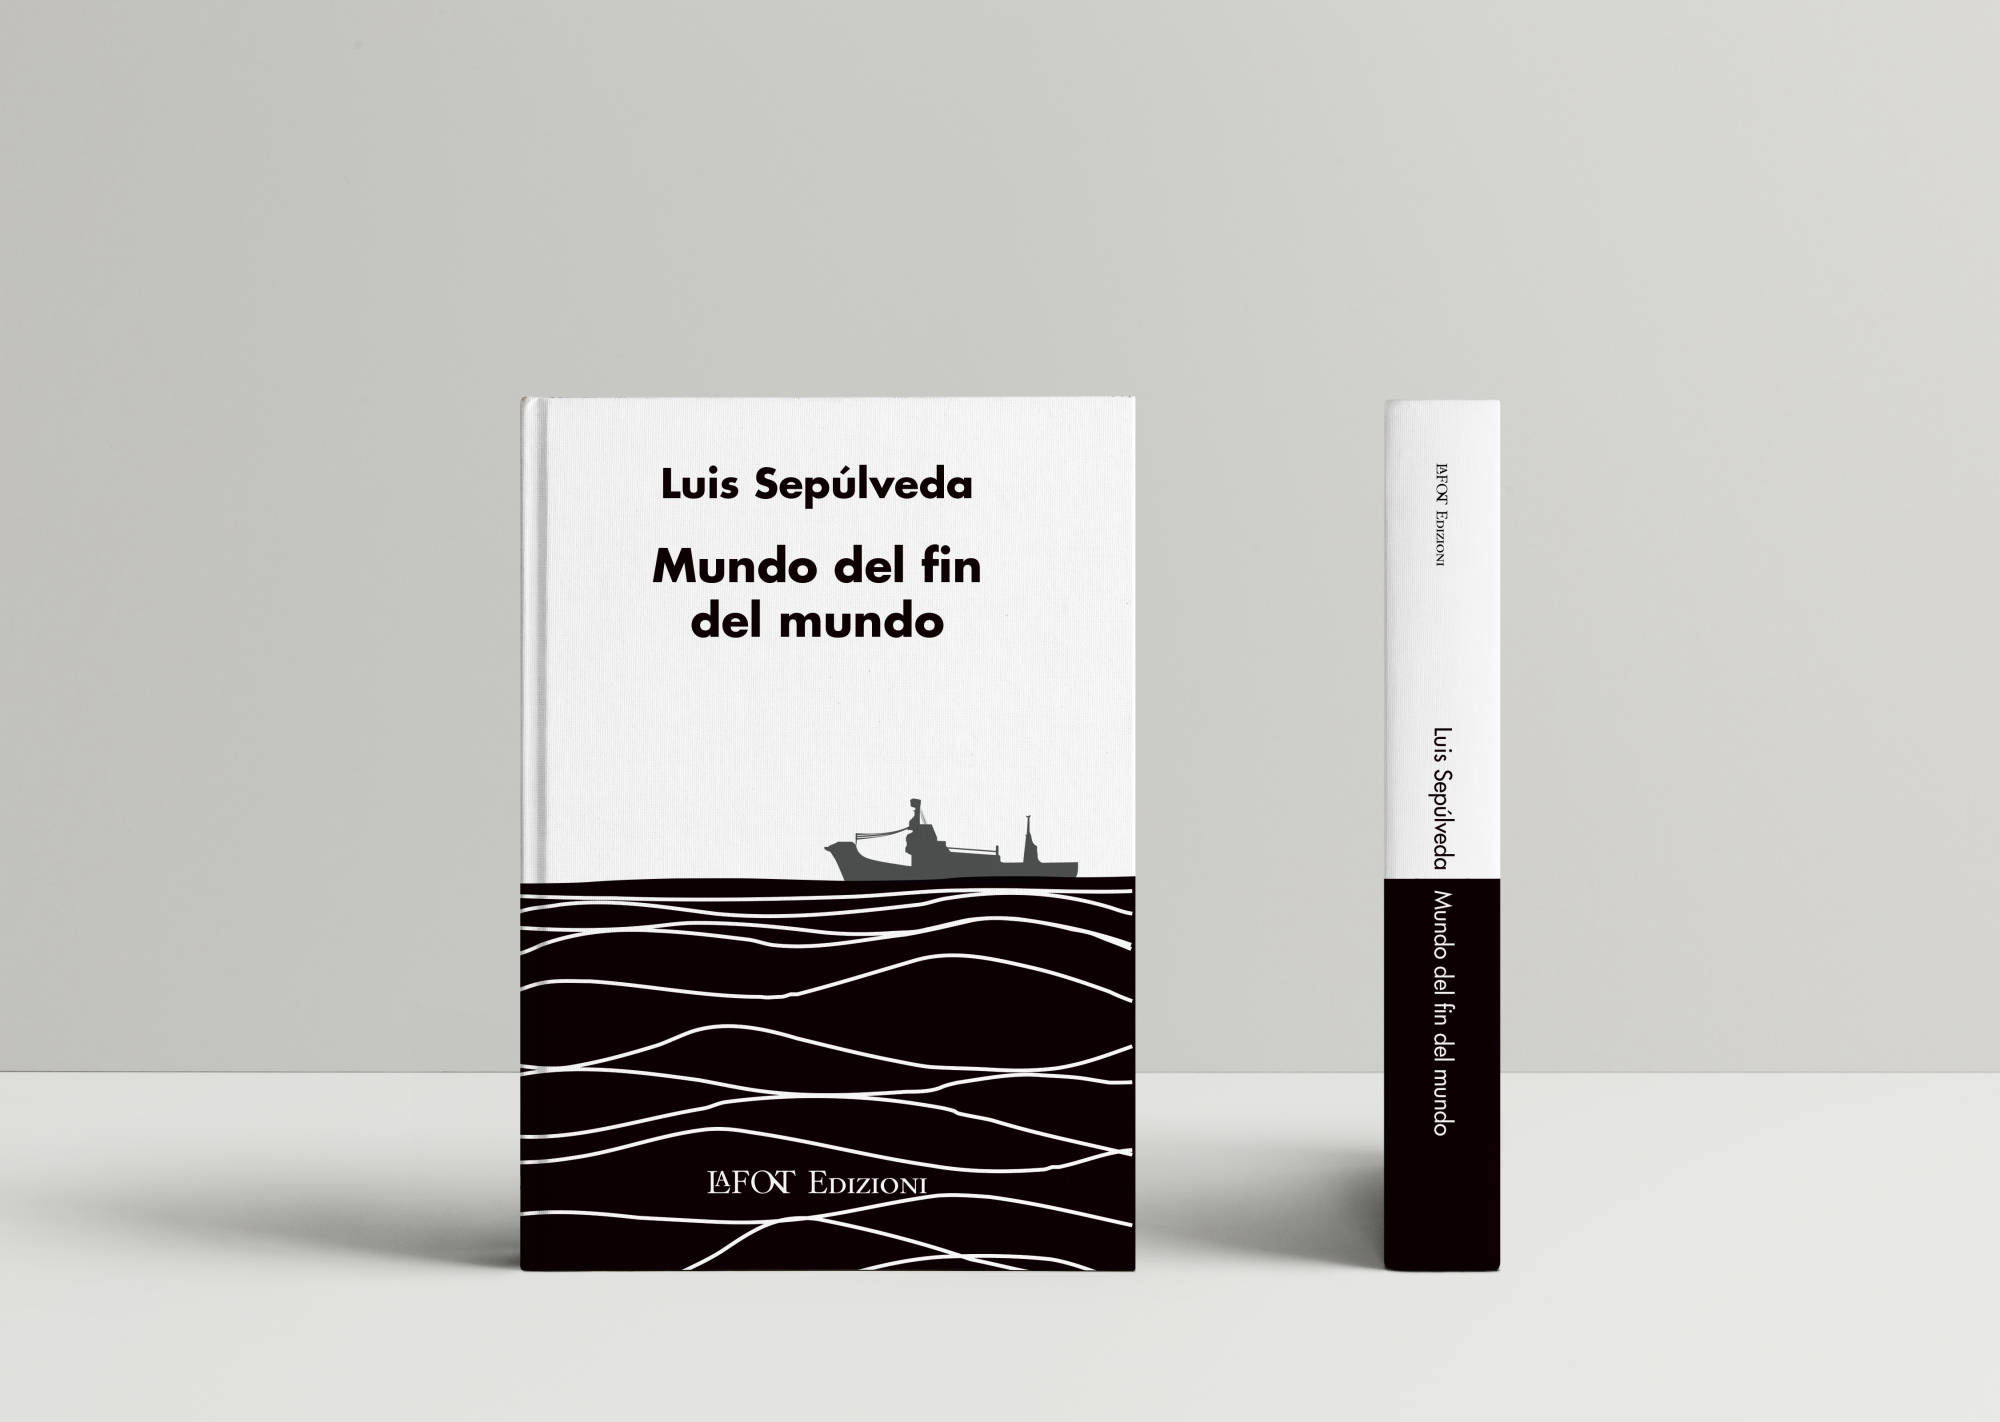 Luis Sepúlveda
Mundo del fin
del mundo
LAFONT EDIZIONI
LAFONT EDIZIONI
Luis Sepúlveda Mundo del fin del mundo